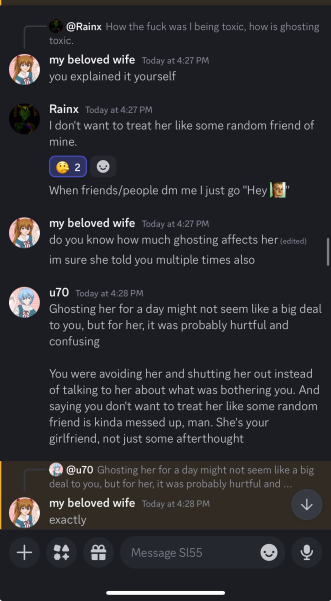 @Rainx How the fuck was I being toxic, how is ghosting
toxic.
my beloved wife Today at 4:27 PM
you explained it yourself
Rainx Today at 4:27 PM
I don't want to treat her like some random friend of
mine.
2
When friends/people dm me I just go "Hey "
my beloved wife Today at 4:27 PM
do you know how much ghosting affects her (edited)
im sure she told you multiple times also
u70 Today at 4:28 PM
Ghosting her for a day might not seem like a big deal
to you, but for her, it was probably hurtful and
confusing
You were avoiding her and shutting her out instead
of talking to her about what was bothering you. And
saying you don't want to treat her like some random
friend is kinda messed up, man. She's your
girlfriend, not just some afterthought
@u70 Ghosting her for a day might not seem like a big
deal to you, but for her, it was probably hurtful and ...
my beloved wife Today at 4:28 PM
exactly
Message Sl55